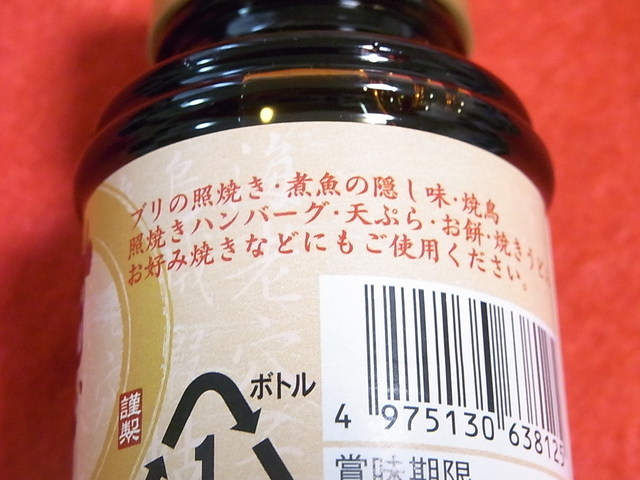 ブリの照焼き・煮魚の隠し味・焼鳥
照焼きハンバーグ・天ぷら・お餅・焼きうどん
お好み焼きなどにもご使用ください。
謹製
ボトル
1
4 975130 638125
賞味期限